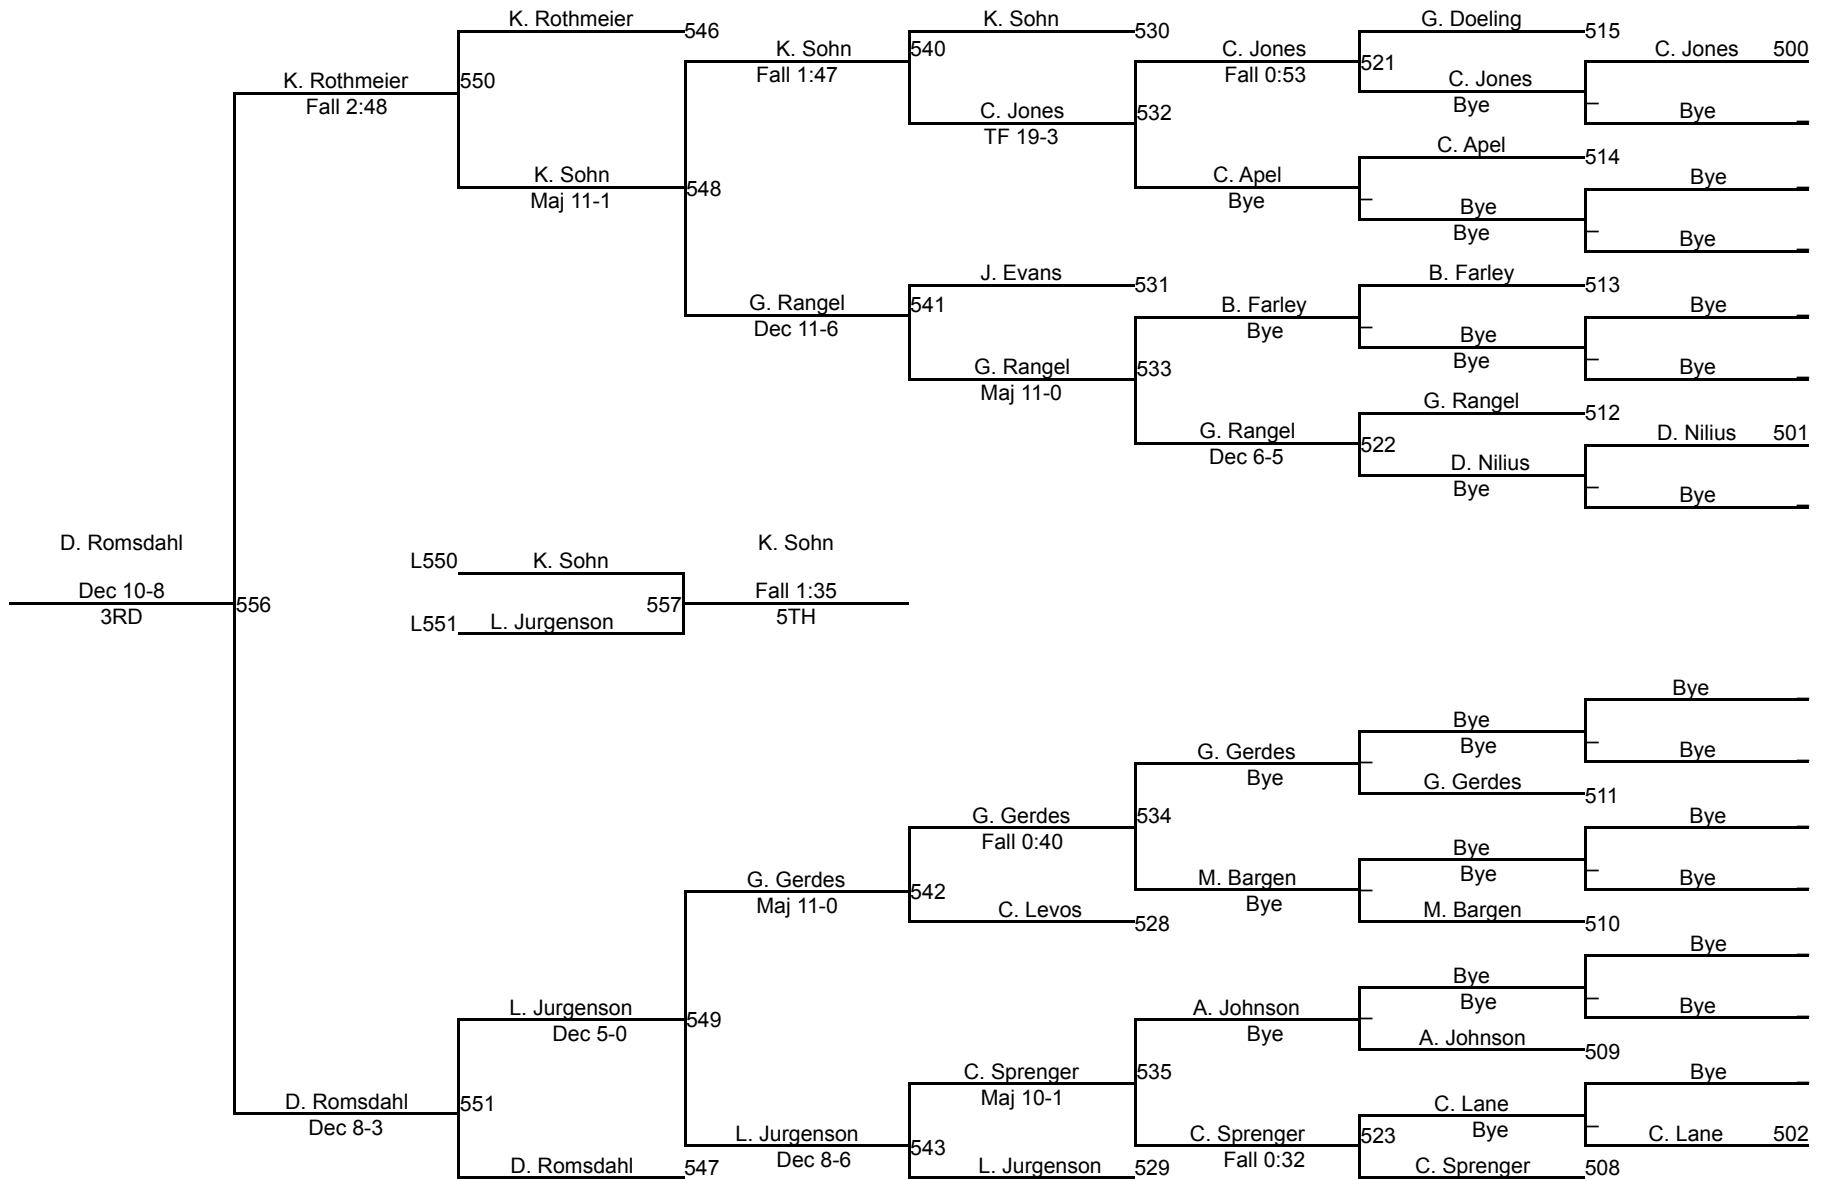 K. Rothmeier
546
K. Sohn
530
G. Doeling
515
K. Sohn
Fall 1:47
540
C. Jones
Fall 0:53
521
C. Jones 500
K. Rothmeier
Fall 2:48
550
C. Jones
Bye
C. Jones
TF 19-3
532
Bye
C. Apel
514
K. Sohn
Maj 11-1
548
C. Apel
Bye
Bye
Bye
Bye
Bye
J. Evans
531
B. Farley
513
G. Rangel
Dec 11-6
541
B. Farley
Bye
Bye
Bye
Bye
G. Rangel
Maj 11-0
533
Bye
G. Rangel
512
G. Rangel
Dec 6-5
522
D. Nilius 501
D. Nilius
Bye
Bye
D. Romsdahl
Dec 10-8
3RD
556
L550
K. Sohn
K. Sohn
Fall 1:35
5TH
557
L551
L. Jurgenson
Bye
Bye
Bye
G. Gerdes
Bye
Bye
G. Gerdes
511
G. Gerdes
Fall 0:40
534
Bye
Bye
Bye
G. Gerdes
Maj 11-0
542
M. Bargen
Bye
Bye
C. Levos
528
M. Bargen
510
Bye
Bye
Bye
L. Jurgenson
Dec 5-0
549
A. Johnson
Bye
Bye
A. Johnson
509
C. Sprenger
Maj 10-1
535
Bye
D. Romsdahl
Dec 8-3
551
C. Lane
Bye
L. Jurgenson
Dec 8-6
543
C. Sprenger
Fall 0:32
523
C. Lane 502
D. Romsdahl
547
L. Jurgenson
529
C. Sprenger
508